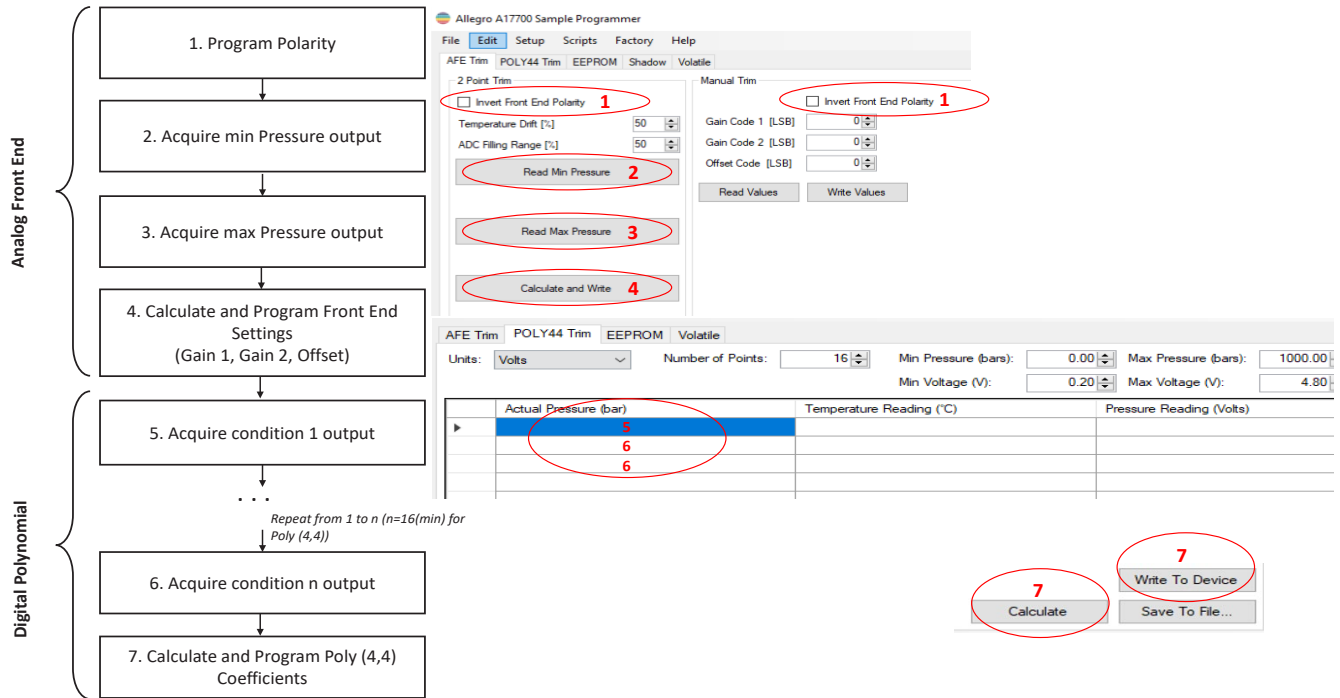 Analog Front End
1. Program Polarity
2. Acquire min Pressure output
3. Acquire max Pressure output
4. Calculate and Program Front End
Settings
(Gain 1, Gain 2, Offset)
Digital Polynomial
5. Acquire condition 1 output
. . .
Repeat from 1 to n (n=16(min) for
Poly (4,4))
6. Acquire condition n output
7. Calculate and Program Poly (4,4)
Coefficients
Allegro A17700 Sample Programmer
File Edit Setup Scripts Factory Help
AFE Trim POLY44 Trim EEPROM Shadow Volatile
2 Point Trim
Invert Front End Polarity 1
Temperature Drift [%] 50
ADC Filling Range [%] 50
Read Min Pressure 2
Read Max Pressure 3
Calculate and Write 4
Manual Trim
Invert Front End Polarity 1
Gain Code 1 [LSB] 0
Gain Code 2 [LSB] 0
Offset Code [LSB] 0
Read Values Write Values
AFE Trim POLY44 Trim EEPROM Volatile
Units: Volts Number of Points: 16 Min Pressure (bars): 0.00 Max Pressure (bars): 1000.00
Min Voltage (V): 0.20 Max Voltage (V): 4.80
Actual Pressure (bar) Temperature Reading (°C) Pressure Reading (Volts)
5
6
6
7
Write To Device
7
Calculate Save To File...